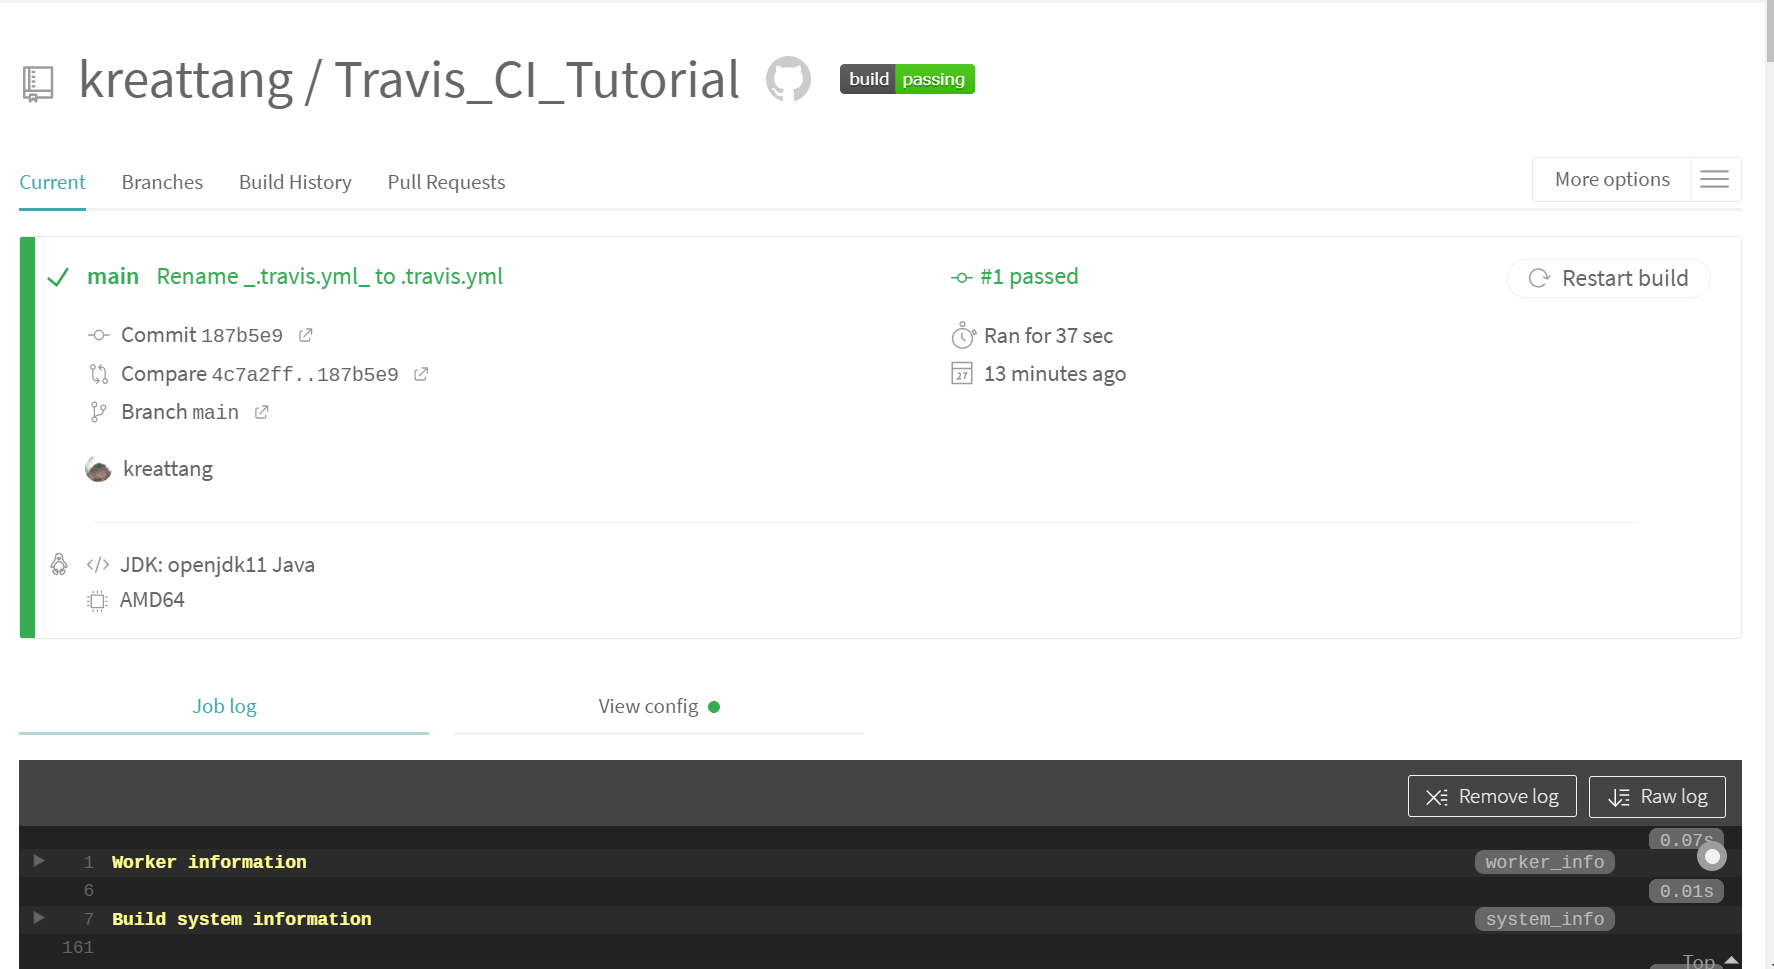 kreattang / Travis_CI_Tutorial build passing
Current Branches Build History Pull Requests More options
main Rename _.travis.yml_ to .travis.yml #1 passed Restart build
Commit 187b5e9 Ran for 37 sec
Compare 4c7a2ff..187b5e9 27 13 minutes ago
Branch main
kreattang
</> JDK: openjdk11 Java
AMD64
Job log View config
Remove log Raw log
0.07s
1 Worker information worker_info
6 0.01s
7 Build system information system_info
161
Top